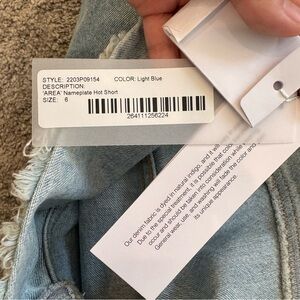 STYLE: 2203P09154 COLOR: Light Blue
DESCRIPTION:
'AREA' Nameplate Hot Short
SIZE: 6
264111256224
Our denim fabric is dyed in natural indigo, and it will
Due to the special treatment, it is possible that color
occur and should be taken into consideration while
General wear, use, and washing will fade the color and
its unique appearance.